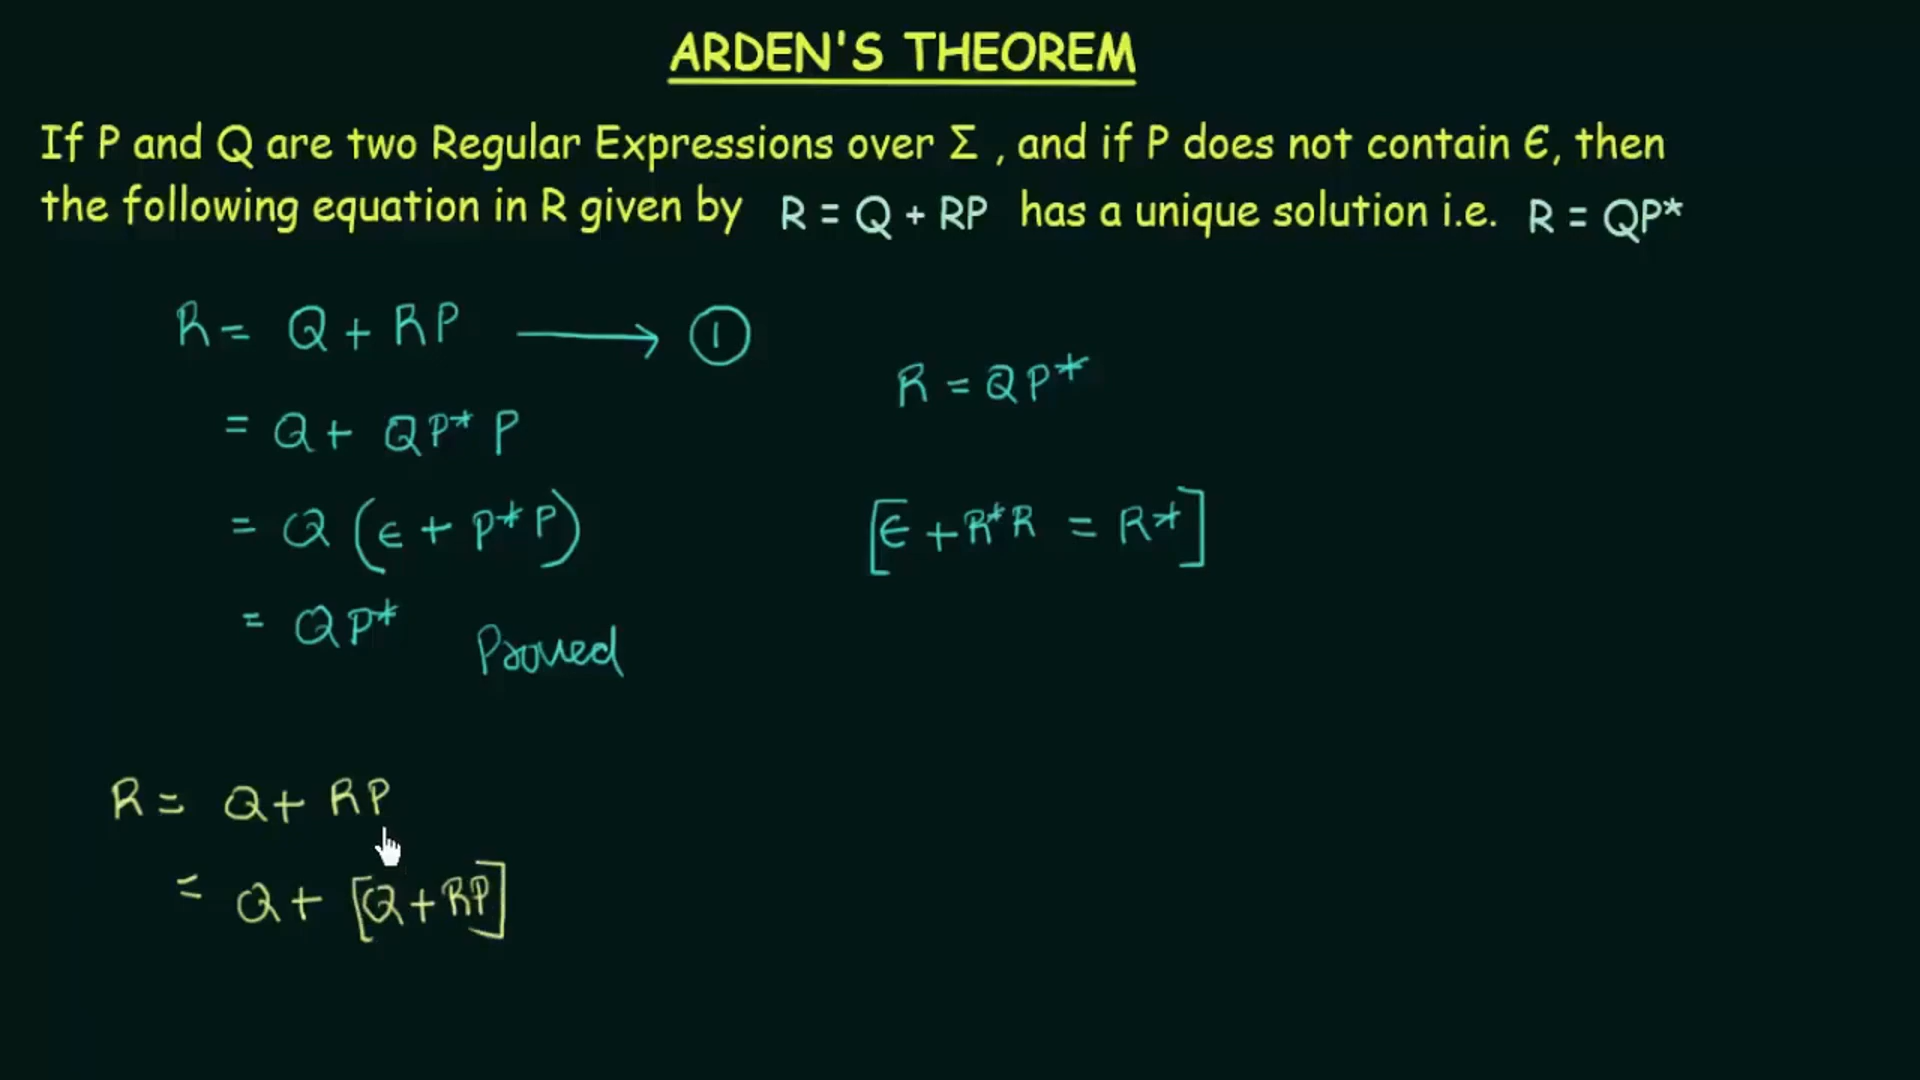 ARDEN'S THEOREM
If P and Q are two Regular Expressions over Σ , and if P does not contain Є, then
the following equation in R given by R = Q + RP has a unique solution i.e. R = QP*
R = Q + RP ⟶ ①
R = QP*
= Q + QP* P
= Q (ϵ + P*P)
[ϵ + R*R = R*]
= QP* Proved
R = Q + RP
= Q + [Q + RP]